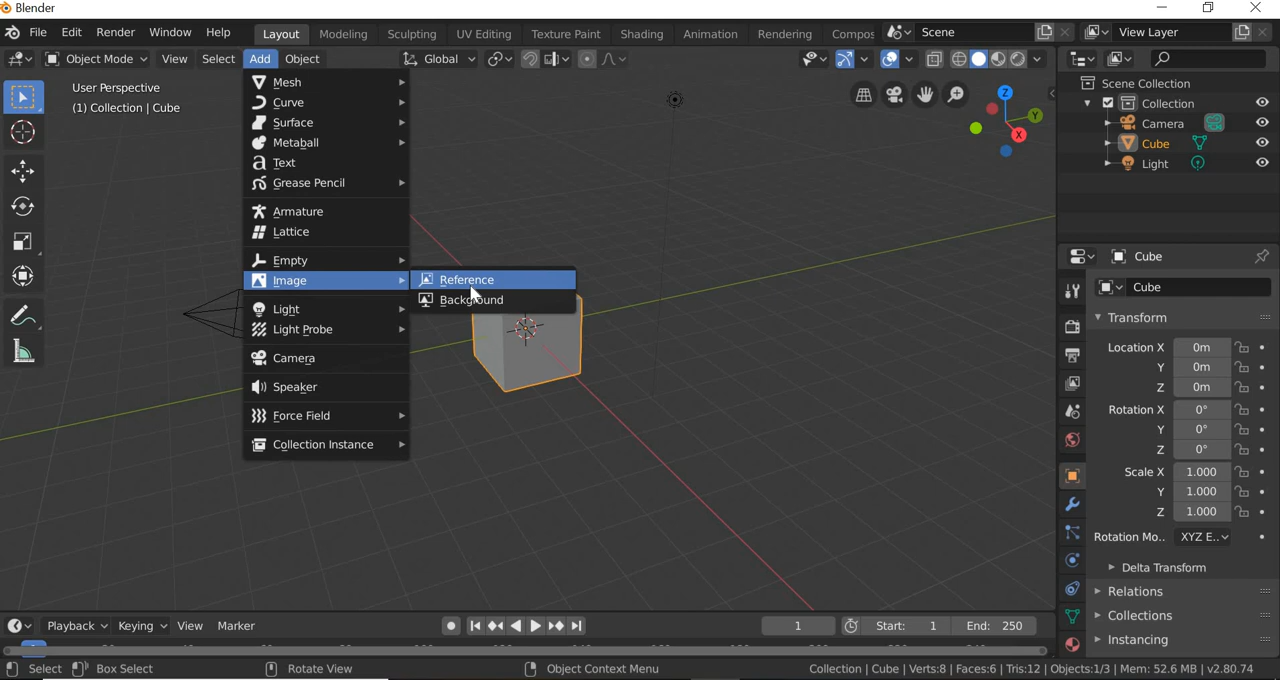 Blender
File Edit Render Window Help Layout Modeling Sculpting UV Editing Texture Paint Shading Animation Rendering Compos Scene View Layer
Object Mode View Select Add Object Global
User Perspective
(1) Collection | Cube
Mesh
Curve
Surface
Metaball
Text
Grease Pencil
Armature
Lattice
Empty
Image
Light
Light Probe
Camera
Speaker
Force Field
Collection Instance
Reference
Background
Z
Y
X
Scene Collection
Collection
Camera
Cube
Light
Cube
Cube
Transform
Location X 0m
Y 0m
Z 0m
Rotation X 0°
Y 0°
Z 0°
Scale X 1.000
Y 1.000
Z 1.000
Rotation Mo.. XYZ E..
Delta Transform
Relations
Collections
Instancing
Playback Keying View Marker 1 Start: 1 End: 250
Select Box Select Rotate View Object Context Menu Collection | Cube | Verts:8 | Faces:6 | Tris:12 | Objects:1/3 | Mem: 52.6 MB | v2.80.74